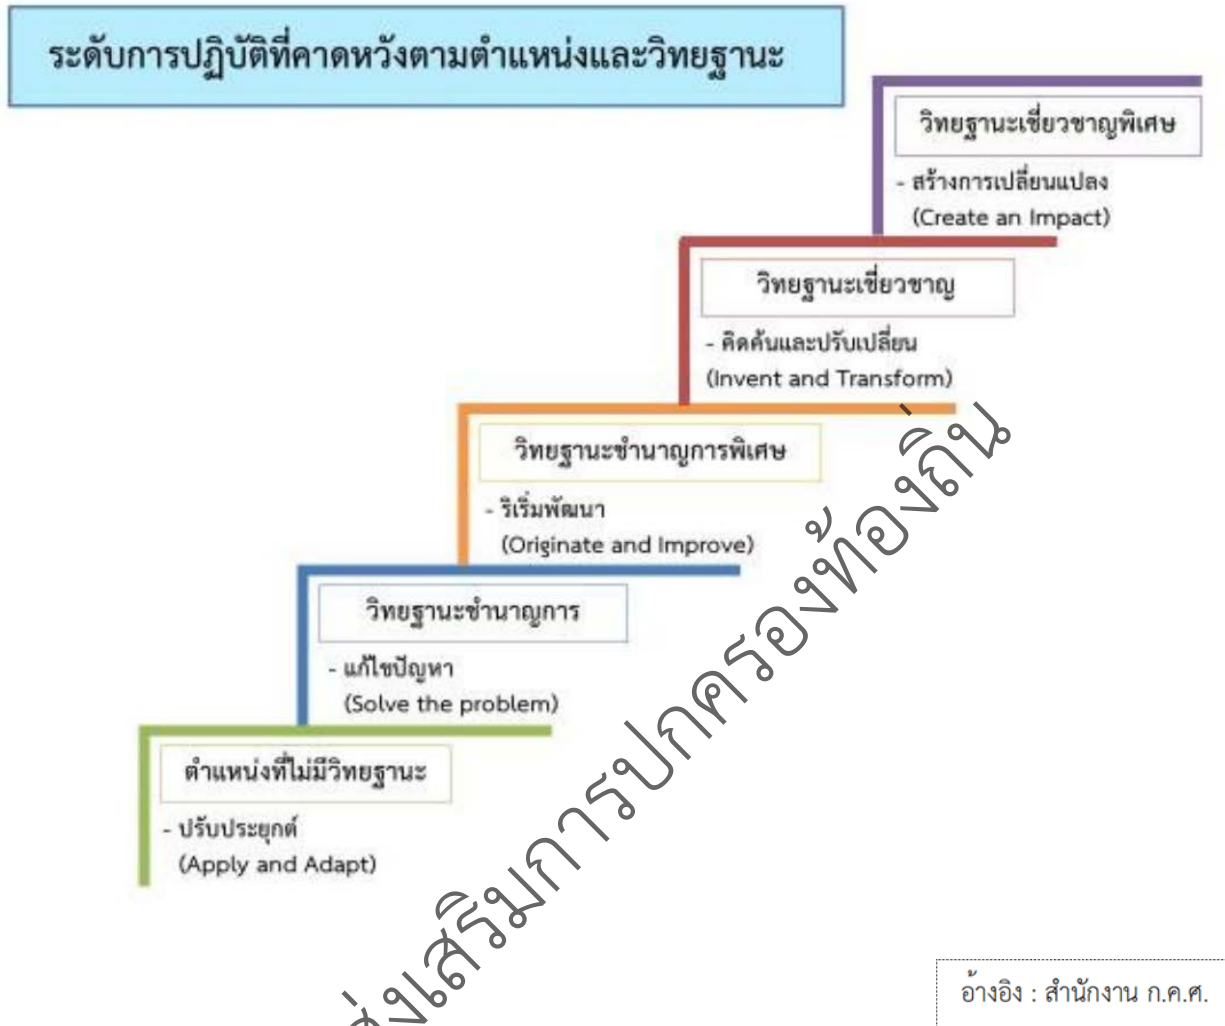 ระดับการปฏิบัติที่คาดหวังตามตำแหน่งและวิทยฐานะ
วิทยฐานะเชี่ยวชาญพิเศษ
- สร้างการเปลี่ยนแปลง
(Create an Impact)
วิทยฐานะเชี่ยวชาญ
- คิดค้นและปรับเปลี่ยน
(Invent and Transform)
วิทยฐานะชำนาญการพิเศษ
- ริเริ่มพัฒนา
(Originate and Improve)
วิทยฐานะชำนาญการ
- แก้ไขปัญหา
(Solve the problem)
ตำแหน่งที่ไม่มีวิทยฐานะ
- ปรับประยุกต์
(Apply and Adapt)
ส่งเสริมการปกครองท้องถิ่น
อ้างอิง : สำนักงาน ก.ค.ศ.